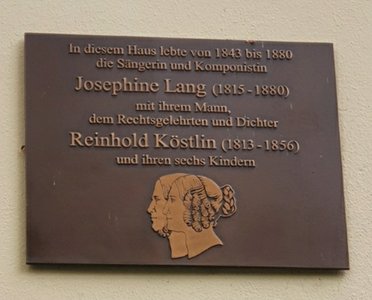 In diesem Haus lebte von 1843 bis 1880
die Sängerin und Komponistin
Josephine Lang (1815-1880)
mit ihrem Mann,
dem Rechtsgelehrten und Dichter
Reinhold Köstlin (1813-1856)
und ihren sechs Kindern